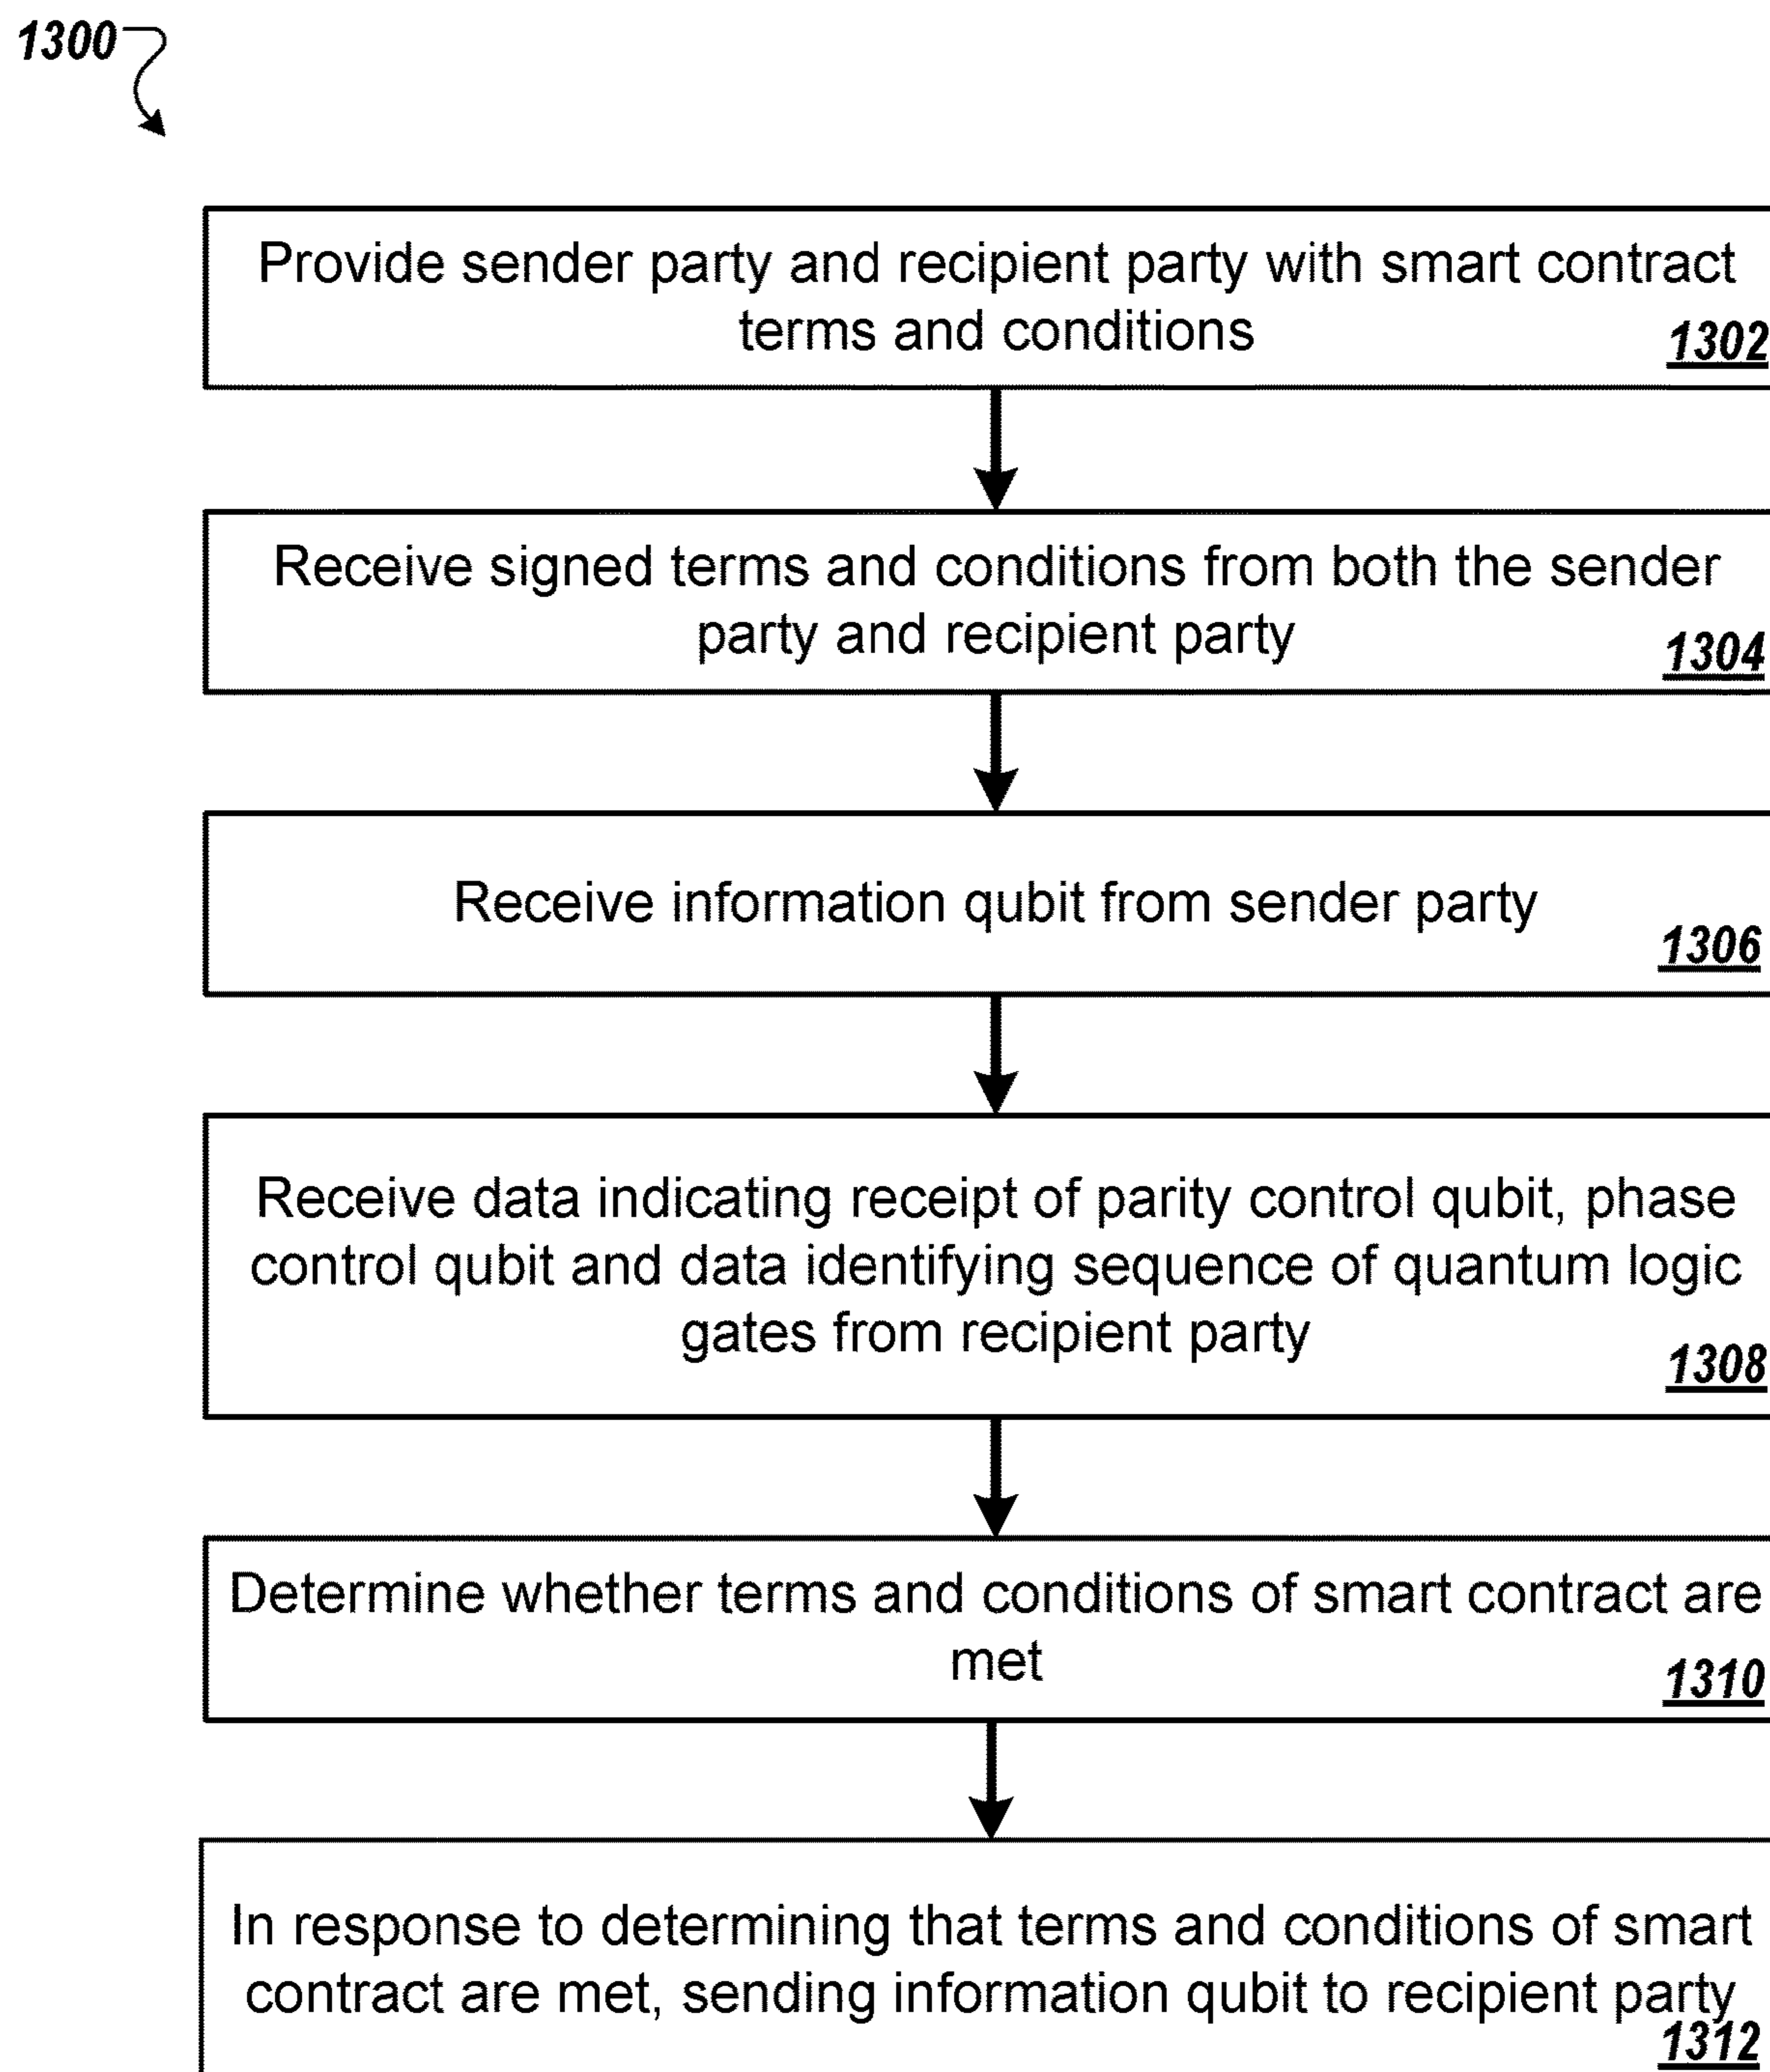 1300
Provide sender party and recipient party with smart contract
terms and conditions
1302
Receive signed terms and conditions from both the sender
party and recipient party
1304
Receive information qubit from sender party
1306
Receive data indicating receipt of parity control qubit, phase
control qubit and data identifying sequence of quantum logic
gates from recipient party
1308
Determine whether terms and conditions of smart contract are
met
1310
In response to determining that terms and conditions of smart
contract are met, sending information qubit to recipient party
1312